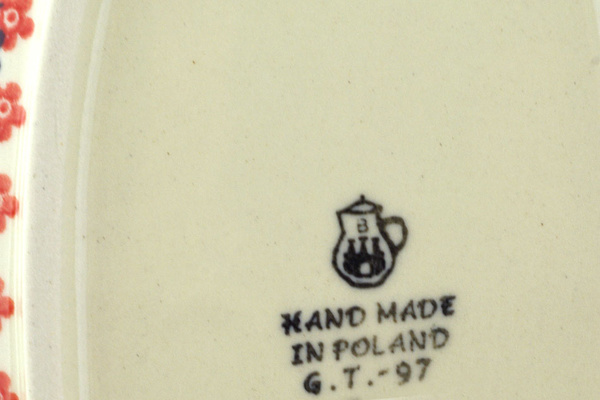 B
HAND MADE
IN POLAND
G.T.-97